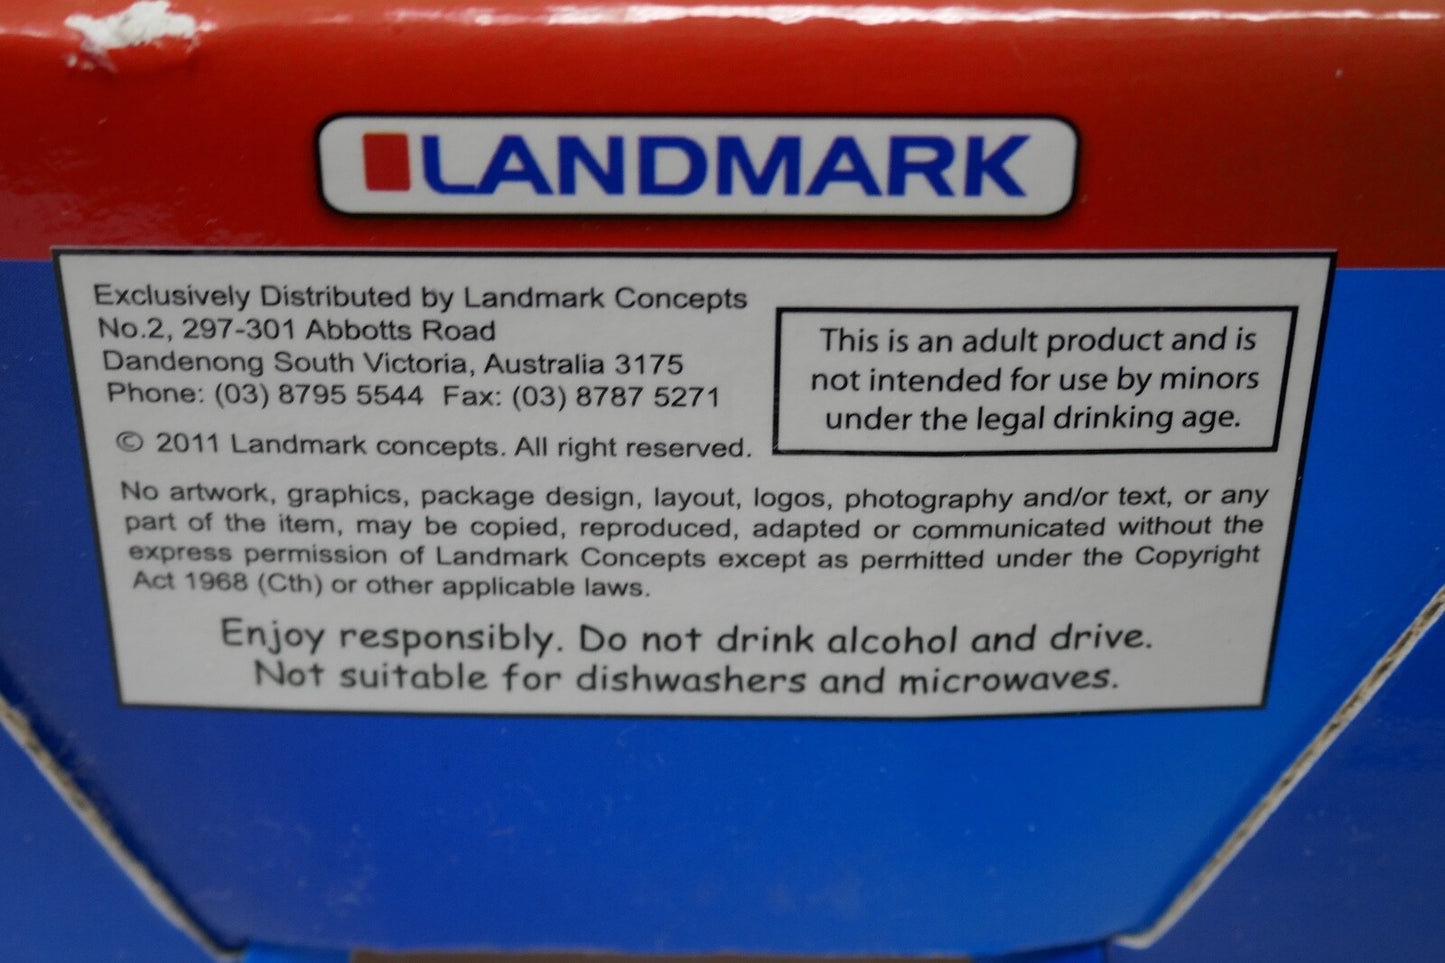 LANDMARK
Exclusively Distributed by Landmark Concepts
No.2, 297-301 Abbotts Road
Dandenong South Victoria, Australia 3175
Phone: (03) 8795 5544 Fax: (03) 8787 5271
© 2011 Landmark concepts. All right reserved.
This is an adult product and is
not intended for use by minors
under the legal drinking age.
No artwork, graphics, package design, layout, logos, photography and/or text, or any
part of the item, may be copied, reproduced, adapted or communicated without the
express permission of Landmark Concepts except as permitted under the Copyright
Act 1968 (Cth) or other applicable laws.
Enjoy responsibly. Do not drink alcohol and drive.
Not suitable for dishwashers and microwaves.